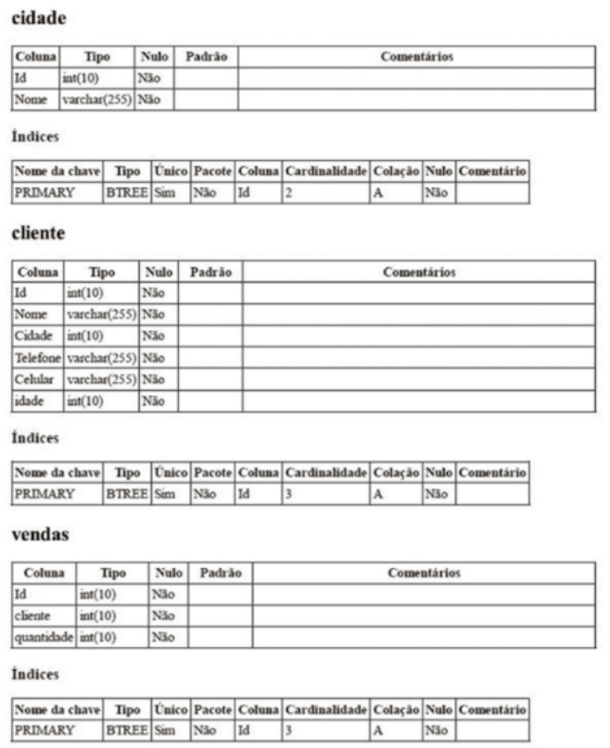 cidade
Coluna Tipo Nulo Padrão Comentários
Id int(10) Não
Nome varchar(255) Não
Índices
Nome da chave Tipo Único Pacote Coluna Cardinalidade Colação Nulo Comentário
PRIMARY BTREE Sim Não Id 2 A Não
cliente
Coluna Tipo Nulo Padrão Comentários
Id int(10) Não
Nome varchar(255) Não
Cidade int(10) Não
Telefone varchar(255) Não
Celular varchar(255) Não
idade int(10) Não
Índices
Nome da chave Tipo Único Pacote Coluna Cardinalidade Colação Nulo Comentário
PRIMARY BTREE Sim Não Id 3 A Não
vendas
Coluna Tipo Nulo Padrão Comentários
Id int(10) Não
cliente int(10) Não
quantidade int(10) Não
Índices
Nome da chave Tipo Único Pacote Coluna Cardinalidade Colação Nulo Comentário
PRIMARY BTREE Sim Não Id 3 A Não